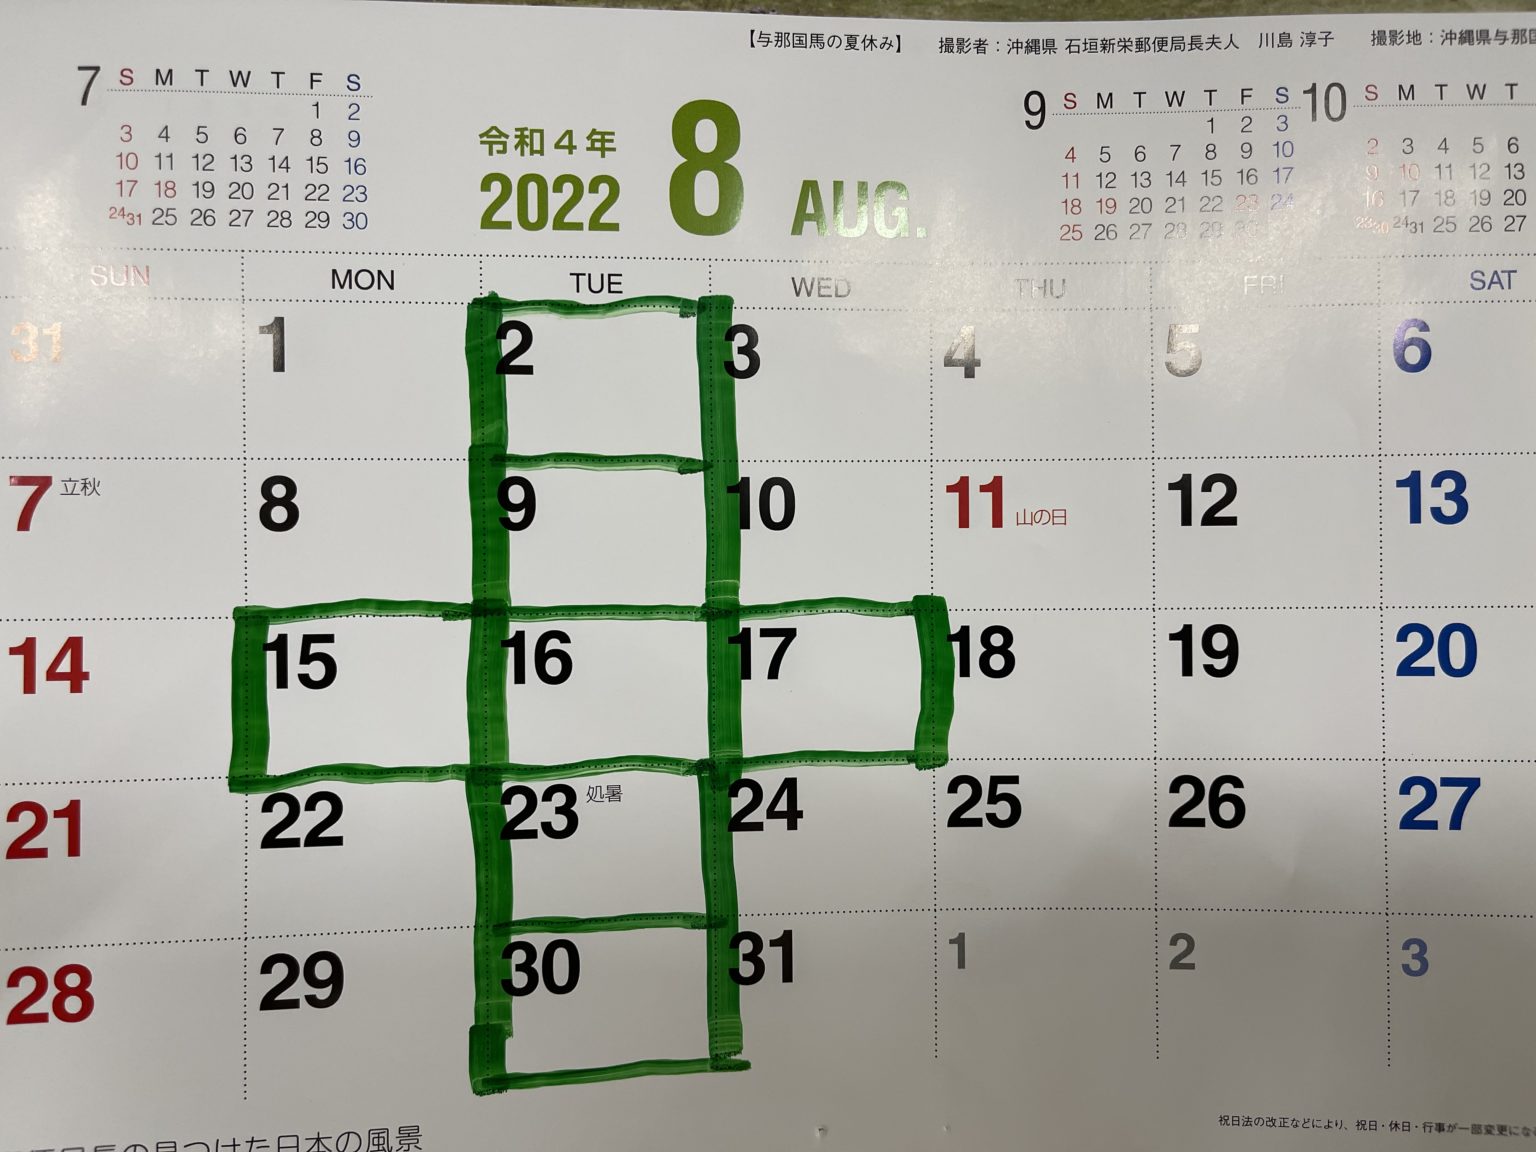 【与那国馬の夏休み】 撮影者：沖縄県 石垣新栄郵便局長夫人 川島 淳子 撮影地：沖縄県与那国
7 S M T W T F S
1 2
3 4 5 6 7 8 9
10 11 12 13 14 15 16
17 18 19 20 21 22 23
24 31 25 26 27 28 29 30
令和4年
2022 8 AUG.
9 S M T W T F S
1 2 3
4 5 6 7 8 9 10
11 12 13 14 15 16 17
18 19 20 21 22 23 24
25 26 27 28 29 30
10 S M T W T
2 3 4 5 6
9 10 11 12 13
16 17 18 19 20
23 30 24 31 25 26 27
SUN MON TUE WED THU FRI SAT
31 1 2 3 4 5 6
7 立秋 8 9 10 11 山の日 12 13
14 15 16 17 18 19 20
21 22 23 処暑 24 25 26 27
28 29 30 31 1 2 3
の見つけた日本の風景
祝日法の改正などにより、祝日・休日・行事が一部変更にな